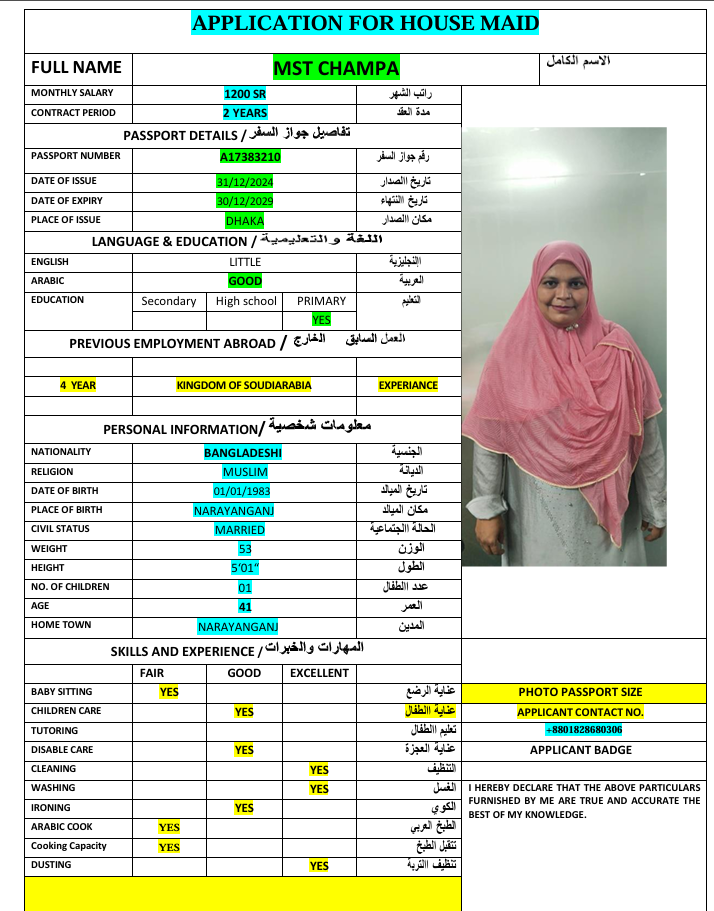 APPLICATION FOR HOUSE MAID
FULL NAME MST CHAMPA الاسم الكامل
MONTHLY SALARY 1200 SR راتب الشهر
CONTRACT PERIOD 2 YEARS مدة العقد
PASSPORT DETAILS / تفاصيل جواز السفر
PASSPORT NUMBER A17383210 رقم جواز السفر
DATE OF ISSUE 31/12/2024 تاريخ االصدار
DATE OF EXPIRY 30/12/2029 تاريخ االنتهاء
PLACE OF ISSUE DHAKA مكان االصدار
LANGUAGE & EDUCATION / اللغة والتعليمية
ENGLISH LITTLE اإلنجليزية
ARABIC GOOD العربية
EDUCATION Secondary High school PRIMARY التعليم
YES
PREVIOUS EMPLOYMENT ABROAD / العمل السابق الخارج
4 YEAR KINGDOM OF SOUDIARABIA EXPERIANCE
PERSONAL INFORMATION/ معلومات شخصية
NATIONALITY BANGLADESHI الجنسية
RELIGION MUSLIM الديانة
DATE OF BIRTH 01/01/1983 تاريخ الميالد
PLACE OF BIRTH NARAYANGANJ مكان الميالد
CIVIL STATUS MARRIED الحالة االجتماعية
WEIGHT 53 الوزن
HEIGHT 5'01" الطول
NO. OF CHILDREN 01 عدد االطفال
AGE 41 العمر
HOME TOWN NARAYANGANJ المدين
SKILLS AND EXPERIENCE / المهارات والخبرات
FAIR GOOD EXCELLENT
BABY SITTING YES عناية الرضع
CHILDREN CARE YES عناية االطفال
TUTORING تعليم االطفال
DISABLE CARE YES عناية العجزة
CLEANING YES التنظيف
WASHING YES الغسل
IRONING YES الكوي
ARABIC COOK YES الطبخ العربي
Cooking Capacity YES تتقبل الطبخ
DUSTING YES تنظيف االتربة
PHOTO PASSPORT SIZE
APPLICANT CONTACT NO.
+8801828680306
APPLICANT BADGE
I HEREBY DECLARE THAT THE ABOVE PARTICULARS
FURNISHED BY ME ARE TRUE AND ACCURATE THE
BEST OF MY KNOWLEDGE.